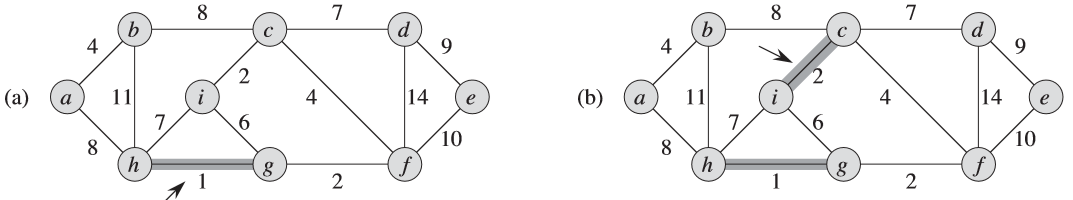 8 7 8 7
b c d b c d
4 9 4 9
2 2
(a) a 11 i 4 14 e (b) a 11 i 4 14 e
7 6 7 6
8 10 8 10
h g f h g f
1 2 1 2